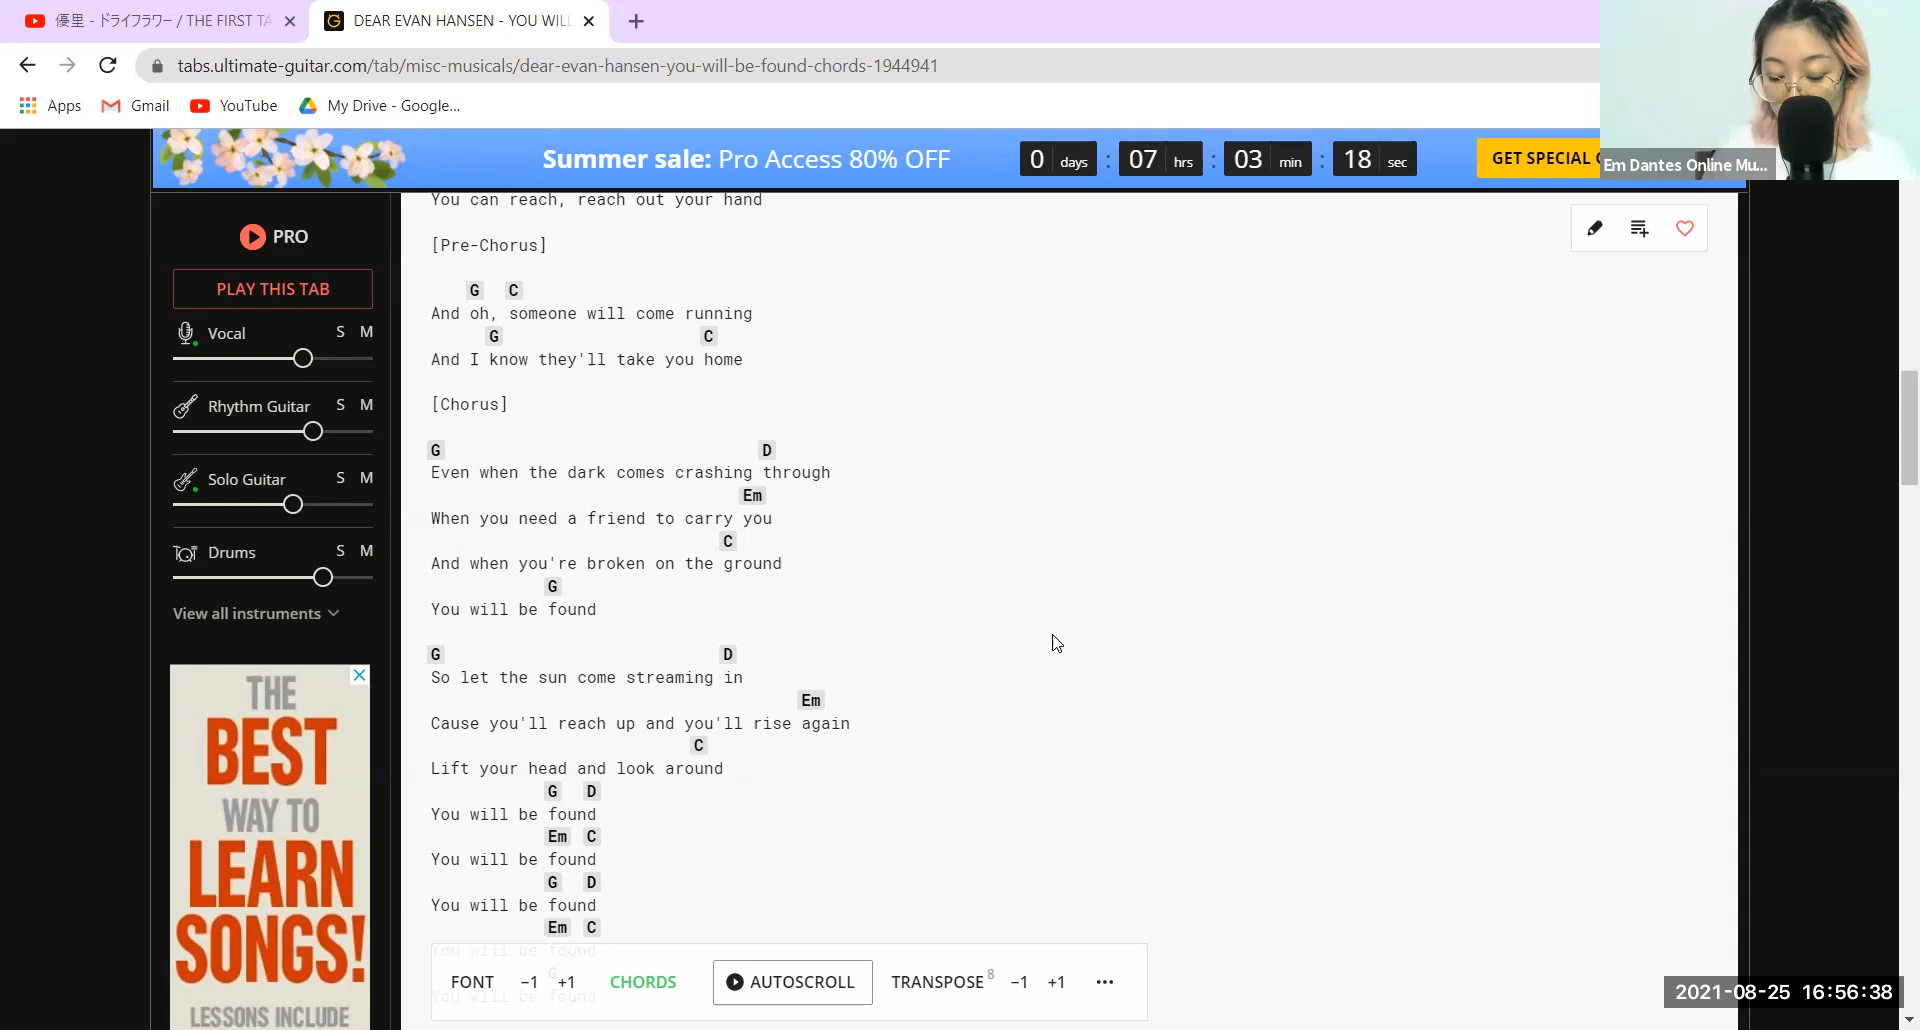 優里 - ドライフラワー / THE FIRST TA
DEAR EVAN HANSEN - YOU WILL
tabs.ultimate-guitar.com/tab/misc-musicals/dear-evan-hansen-you-will-be-found-chords-1944941
Apps Gmail YouTube My Drive - Google...
Summer sale: Pro Access 80% OFF 0 days : 07 hrs : 03 min : 18 sec GET SPECIAL
Em Dantes Online Mu...
PRO
PLAY THIS TAB
Vocal S M
Rhythm Guitar S M
Solo Guitar S M
Drums S M
View all instruments
THE
BEST
WAY TO
LEARN
SONGS!
LESSONS INCLUDE
You can reach, reach out your hand
[Pre-Chorus]
G C
And oh, someone will come running
G C
And I know they'll take you home
[Chorus]
G D
Even when the dark comes crashing through
Em
When you need a friend to carry you
C
And when you're broken on the ground
G
You will be found
G D
So let the sun come streaming in
Em
Cause you'll reach up and you'll rise again
C
Lift your head and look around
G D
You will be found
Em C
You will be found
G D
You will be found
Em C
You will be found
G
You will be found
FONT −1 +1 CHORDS AUTOSCROLL TRANSPOSE 8 −1 +1
2021-08-25 16:56:38